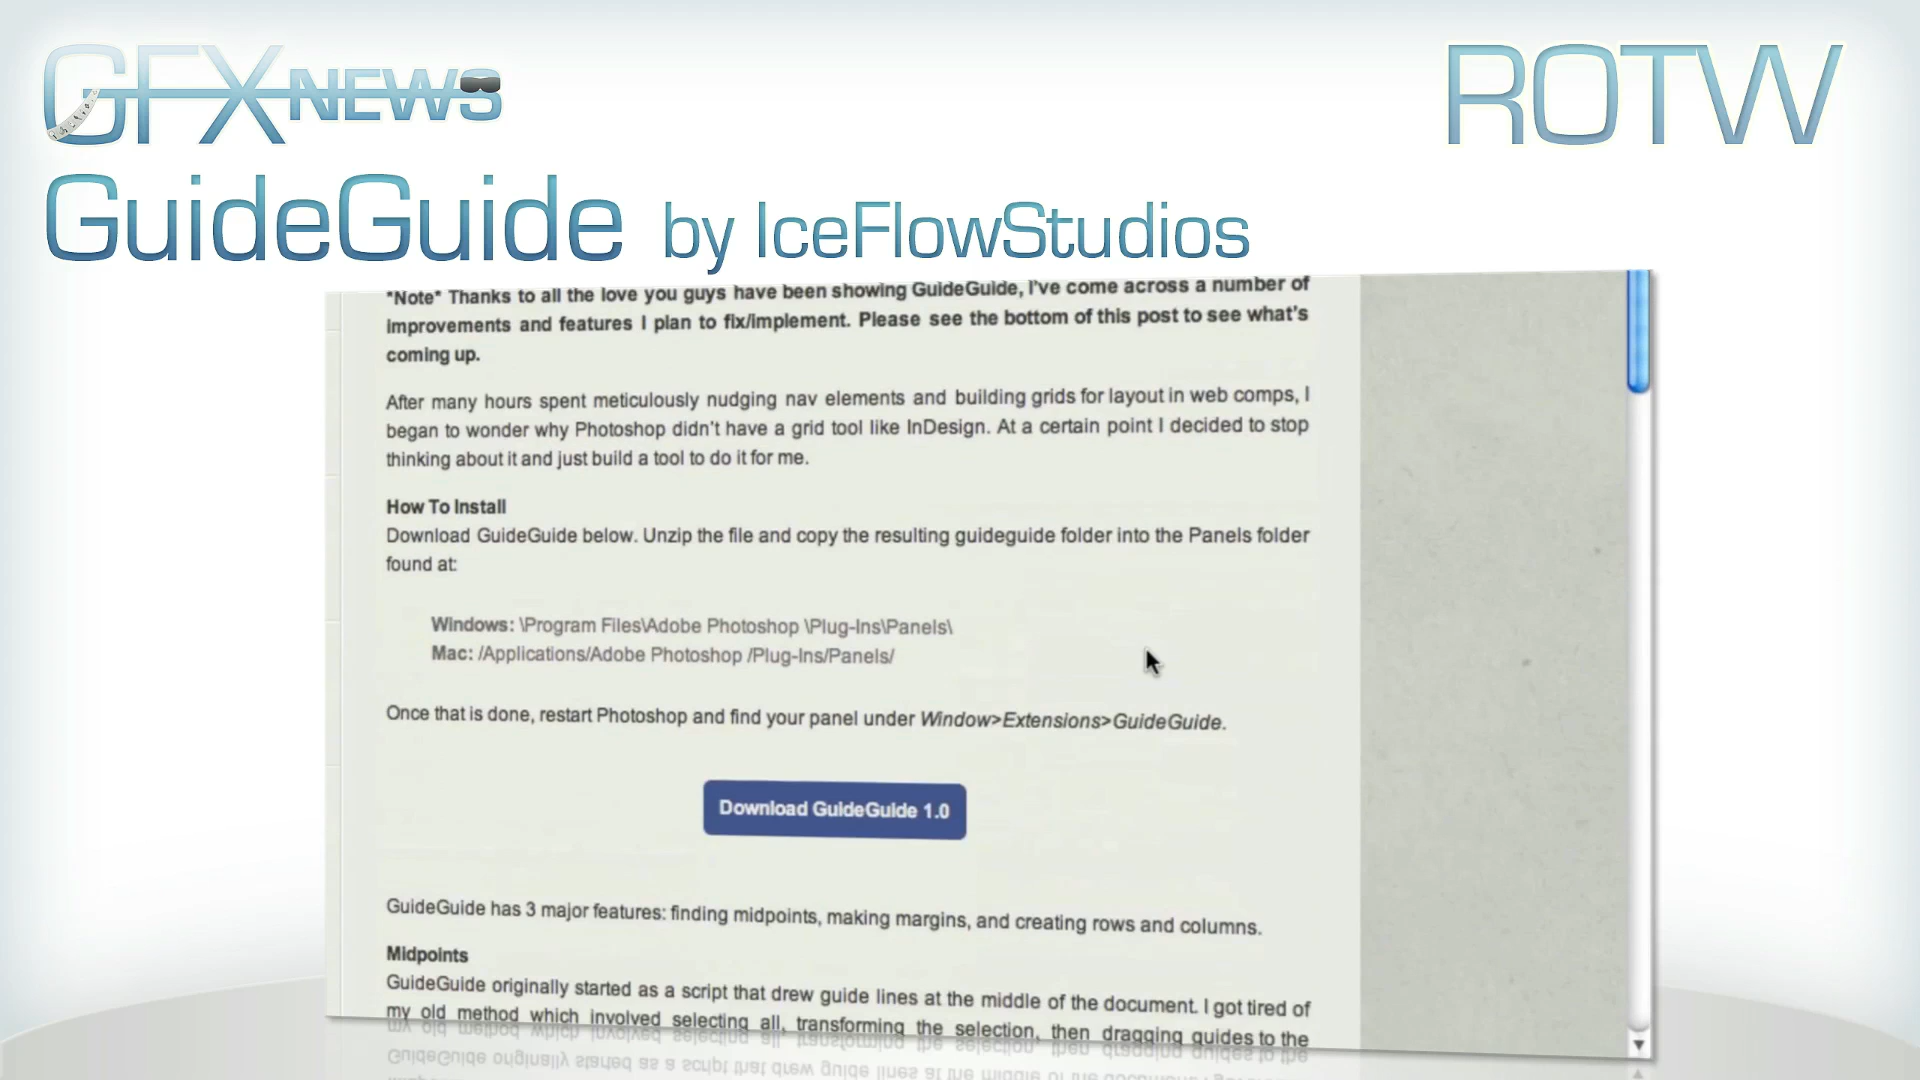 GFXNEWS
ROTW
GuideGuide by IceFlowStudios
*Note* Thanks to all the love you guys have been showing GuideGuide, I've come across a number of
improvements and features I plan to fix/implement. Please see the bottom of this post to see what's
coming up.
After many hours spent meticulously nudging nav elements and building grids for layout in web comps, I
began to wonder why Photoshop didn't have a grid tool like InDesign. At a certain point I decided to stop
thinking about it and just build a tool to do it for me.
How To Install
Download GuideGuide below. Unzip the file and copy the resulting guideguide folder into the Panels folder
found at:
Windows: \Program Files\Adobe Photoshop \Plug-Ins\Panels\
Mac: /Applications/Adobe Photoshop /Plug-Ins/Panels/
Once that is done, restart Photoshop and find your panel under Window>Extensions>GuideGuide.
Download GuideGuide 1.0
GuideGuide has 3 major features: finding midpoints, making margins, and creating rows and columns.
Midpoints
GuideGuide originally started as a script that drew guide lines at the middle of the document. I got tired of
my old method which involved selecting all, transforming the selection, then dragging guides to the